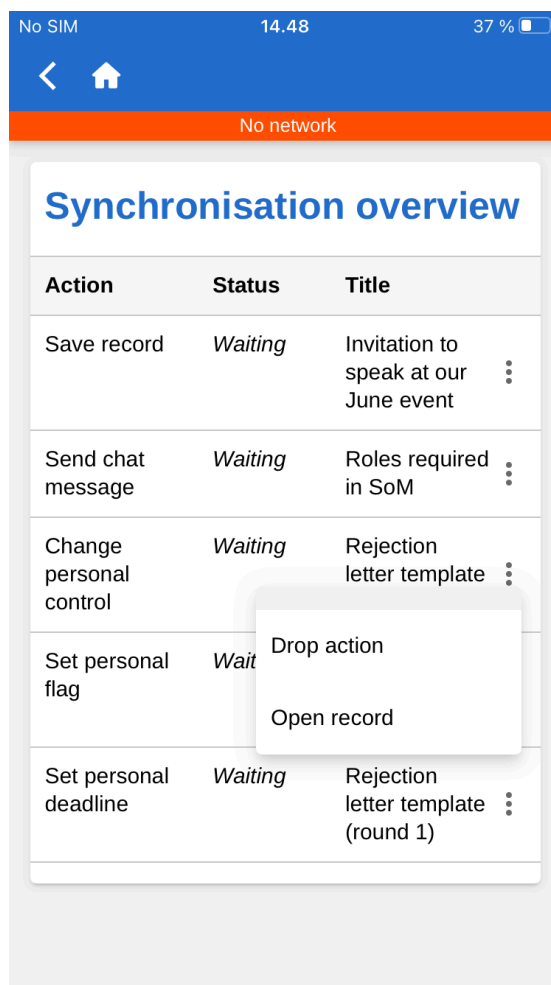 No SIM 14.48 37 %
No network
Synchronisation overview
Action Status Title
Save record Waiting Invitation to
speak at our
June event
Send chat Waiting Roles required
message in SoM
Change Waiting Rejection
personal letter template
control
Drop action
Set personal Wait
flag
Open record
Set personal Waiting Rejection
deadline letter template
(round 1)